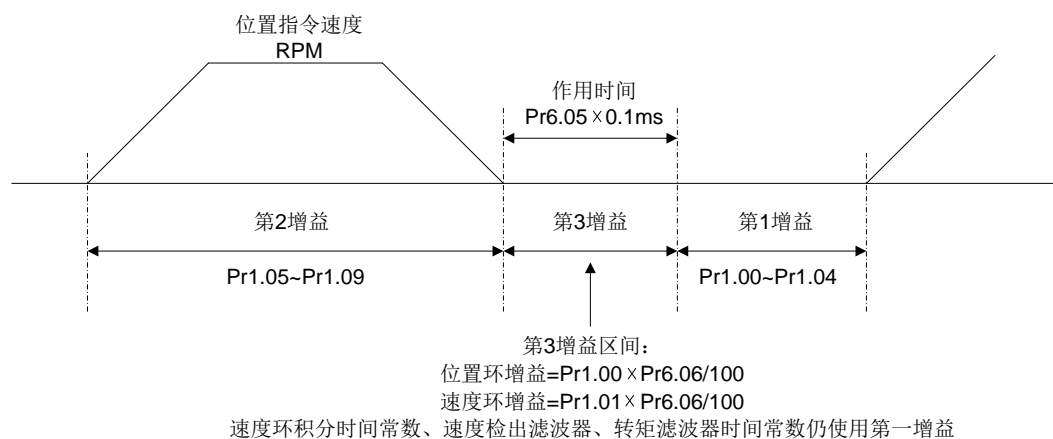 位置指令速度
RPM
作用时间
Pr6.05×0.1ms
第2增益
第3增益
第1增益
Pr1.05~Pr1.09
Pr1.00~Pr1.04
第3增益区间：
位置环增益=Pr1.00×Pr6.06/100
速度环增益=Pr1.01×Pr6.06/100
速度环积分时间常数、速度检出滤波器、转矩滤波器时间常数仍使用第一增益